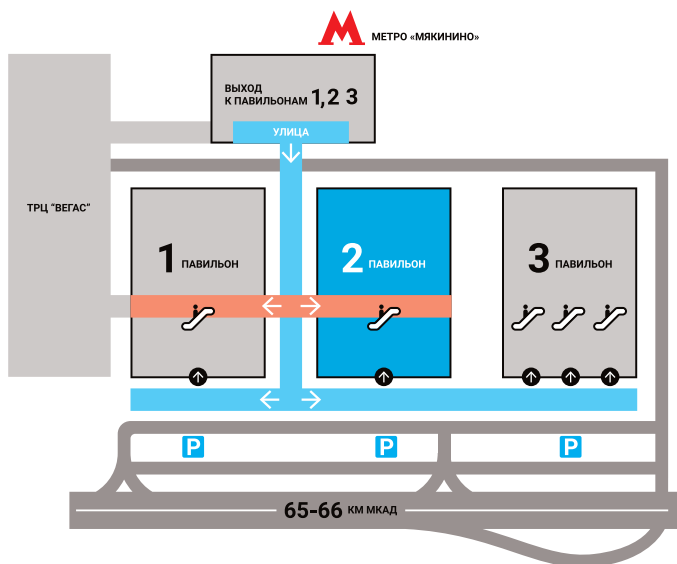 МЕТРО «МЯКИНИНО»
ВЫХОД
К ПАВИЛЬОНАМ 1,2 3
УЛИЦА
ТРЦ "ВЕГАС"
1 ПАВИЛЬОН
2 ПАВИЛЬОН
3 ПАВИЛЬОН
P
P
P
65-66 КМ МКАД